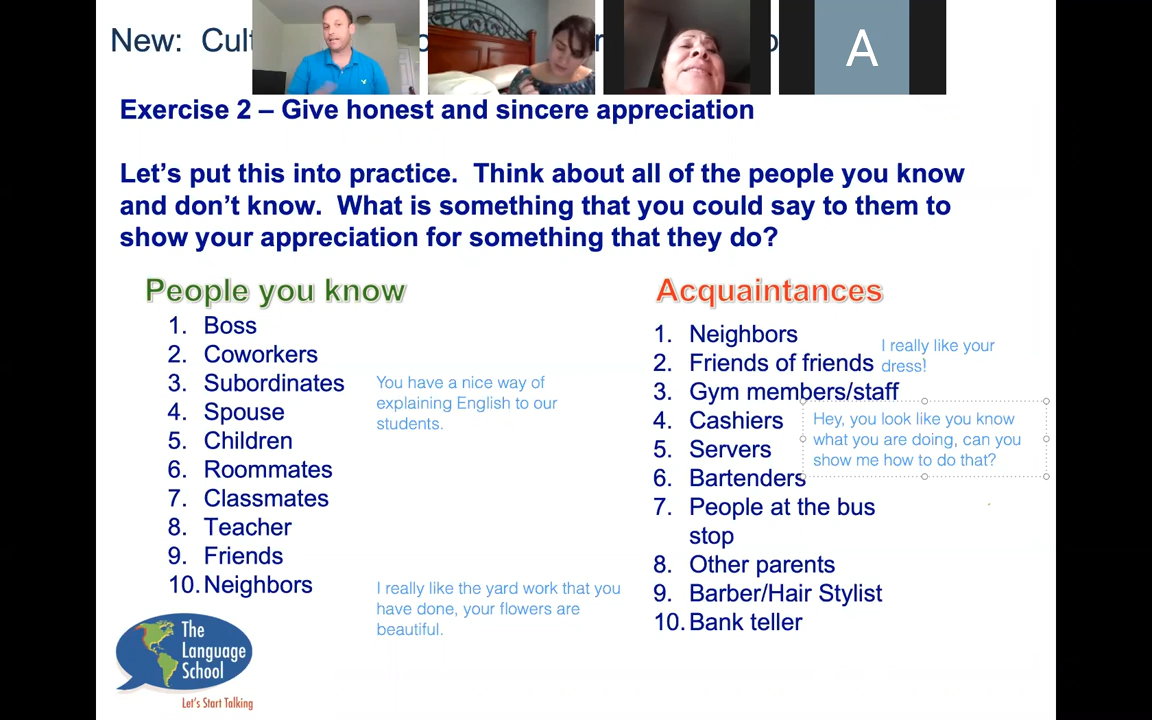 New: Cul
A
Exercise 2 – Give honest and sincere appreciation
Let's put this into practice. Think about all of the people you know
and don't know. What is something that you could say to them to
show your appreciation for something that they do?
People you know
1. Boss
2. Coworkers
3. Subordinates
4. Spouse
5. Children
6. Roommates
7. Classmates
8. Teacher
9. Friends
10. Neighbors
You have a nice way of
explaining English to our
students.
I really like the yard work that you
have done, your flowers are
beautiful.
Acquaintances
1. Neighbors
2. Friends of friends
3. Gym members/staff
4. Cashiers
5. Servers
6. Bartenders
7. People at the bus
stop
8. Other parents
9. Barber/Hair Stylist
10. Bank teller
I really like your
dress!
Hey, you look like you know
what you are doing, can you
show me how to do that?
The
Language
School
Let's Start Talking